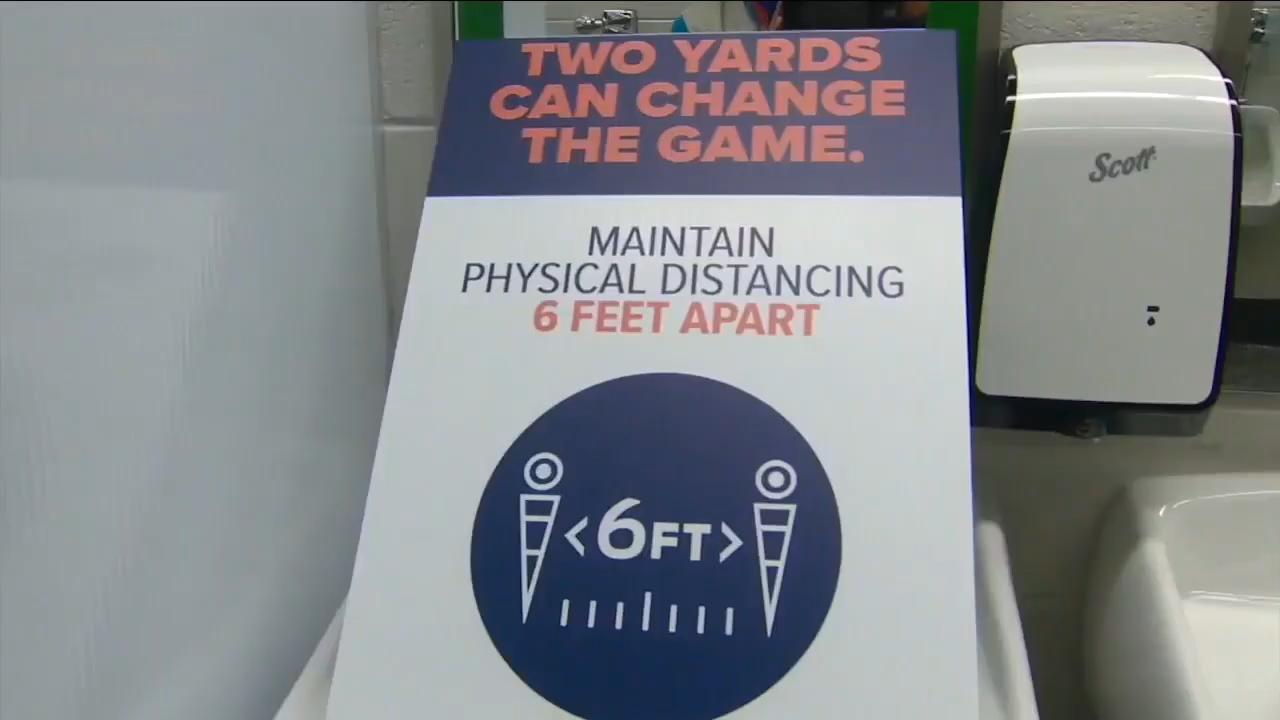 TWO YARDS
CAN CHANGE
THE GAME.
MAINTAIN
PHYSICAL DISTANCING
6 FEET APART
<6FT>
Scott